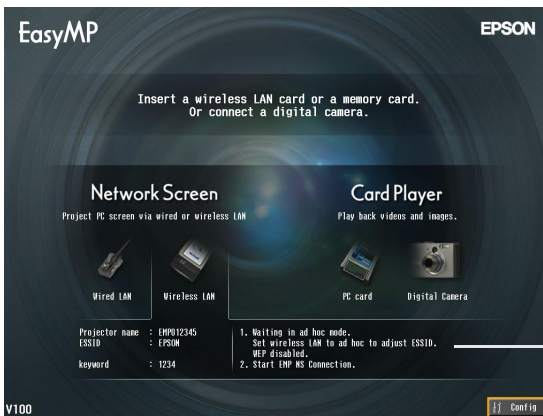 EasyMP
EPSON
Insert a wireless LAN card or a memory card.
Or connect a digital camera.
Network Screen
Project PC screen via wired or wireless LAN
Card Player
Play back videos and images.
Wired LAN
Wireless LAN
PC card
Digital Camera
Projector name : EMP012345
ESSID : EPSON
keyword : 1234
1. Waiting in ad hoc mode.
Set wireless LAN to ad hoc to adjust ESSID.
WEP disabled.
2. Start EMP NS Connection.
V100
Config